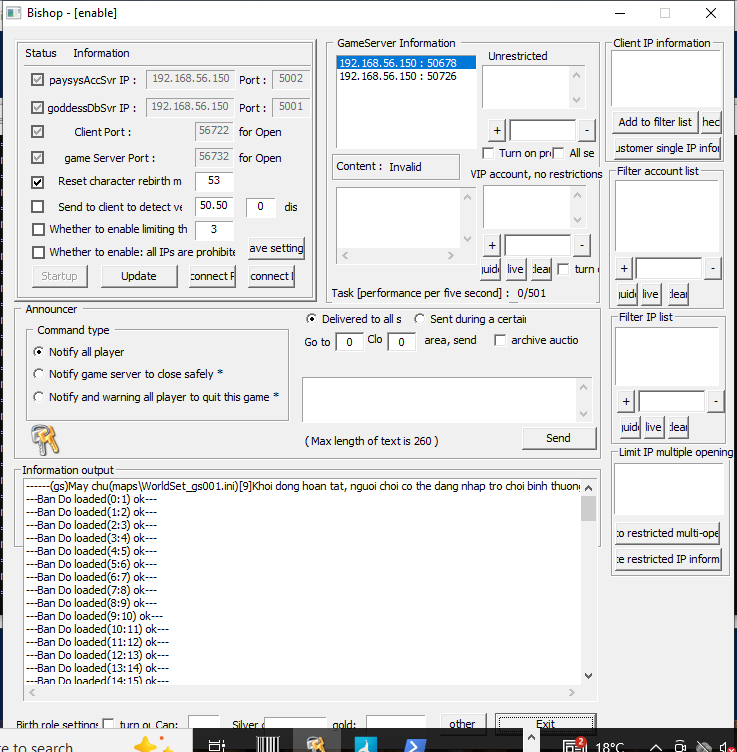 Bishop - [enable]
Status Information
paysysAccSvr IP : 192.168.56.150 Port : 5002
goddessDbSvr IP : 192.168.56.150 Port : 5001
Client Port : 56722 for Open
game Server Port : 56732 for Open
Reset character rebirth m 53
Send to client to detect ve 50.50 0 dis
Whether to enable limiting th 3
Whether to enable: all IPs are prohibite ave setting
Startup Update connect F connect I
GameServer Information
192.168.56.150 : 50678
192.168.56.150 : 50726
Content : Invalid
Task [performance per five second] : 0/501
Unrestricted
+ -
Turn on pr All se
VIP account, no restrictions
+ -
guide live clear turn o
Client IP information
Add to filter list hec
ustomer single IP infor
Filter account list
+ -
guide live clear
Filter IP list
+ -
guide live clear
Limit IP multiple opening
to restricted multi-ope
te restricted IP inform
Announcer
Command type
Notify all player
Notify game server to close safely *
Notify and warning all player to quit this game *
Delivered to all s Sent during a certain
Go to 0 Clo 0 area, send archive auctio
( Max length of text is 260 ) Send
Information output
------(gs)May chu(maps\WorldSet_gs001.ini)[9]Khoi dong hoan tat, nguoi choi co the dang nhap tro choi binh thuong
---Ban Do loaded(0:1) ok---
---Ban Do loaded(1:2) ok---
---Ban Do loaded(2:3) ok---
---Ban Do loaded(3:4) ok---
---Ban Do loaded(4:5) ok---
---Ban Do loaded(5:6) ok---
---Ban Do loaded(6:7) ok---
---Ban Do loaded(7:8) ok---
---Ban Do loaded(8:9) ok---
---Ban Do loaded(9:10) ok---
---Ban Do loaded(10:11) ok---
---Ban Do loaded(11:12) ok---
---Ban Do loaded(12:13) ok---
---Ban Do loaded(13:14) ok---
---Ban Do loaded(14:15) ok---
Birth role settings turn ou Cap: Silver c gold: other Exit
re to search 2 18°C